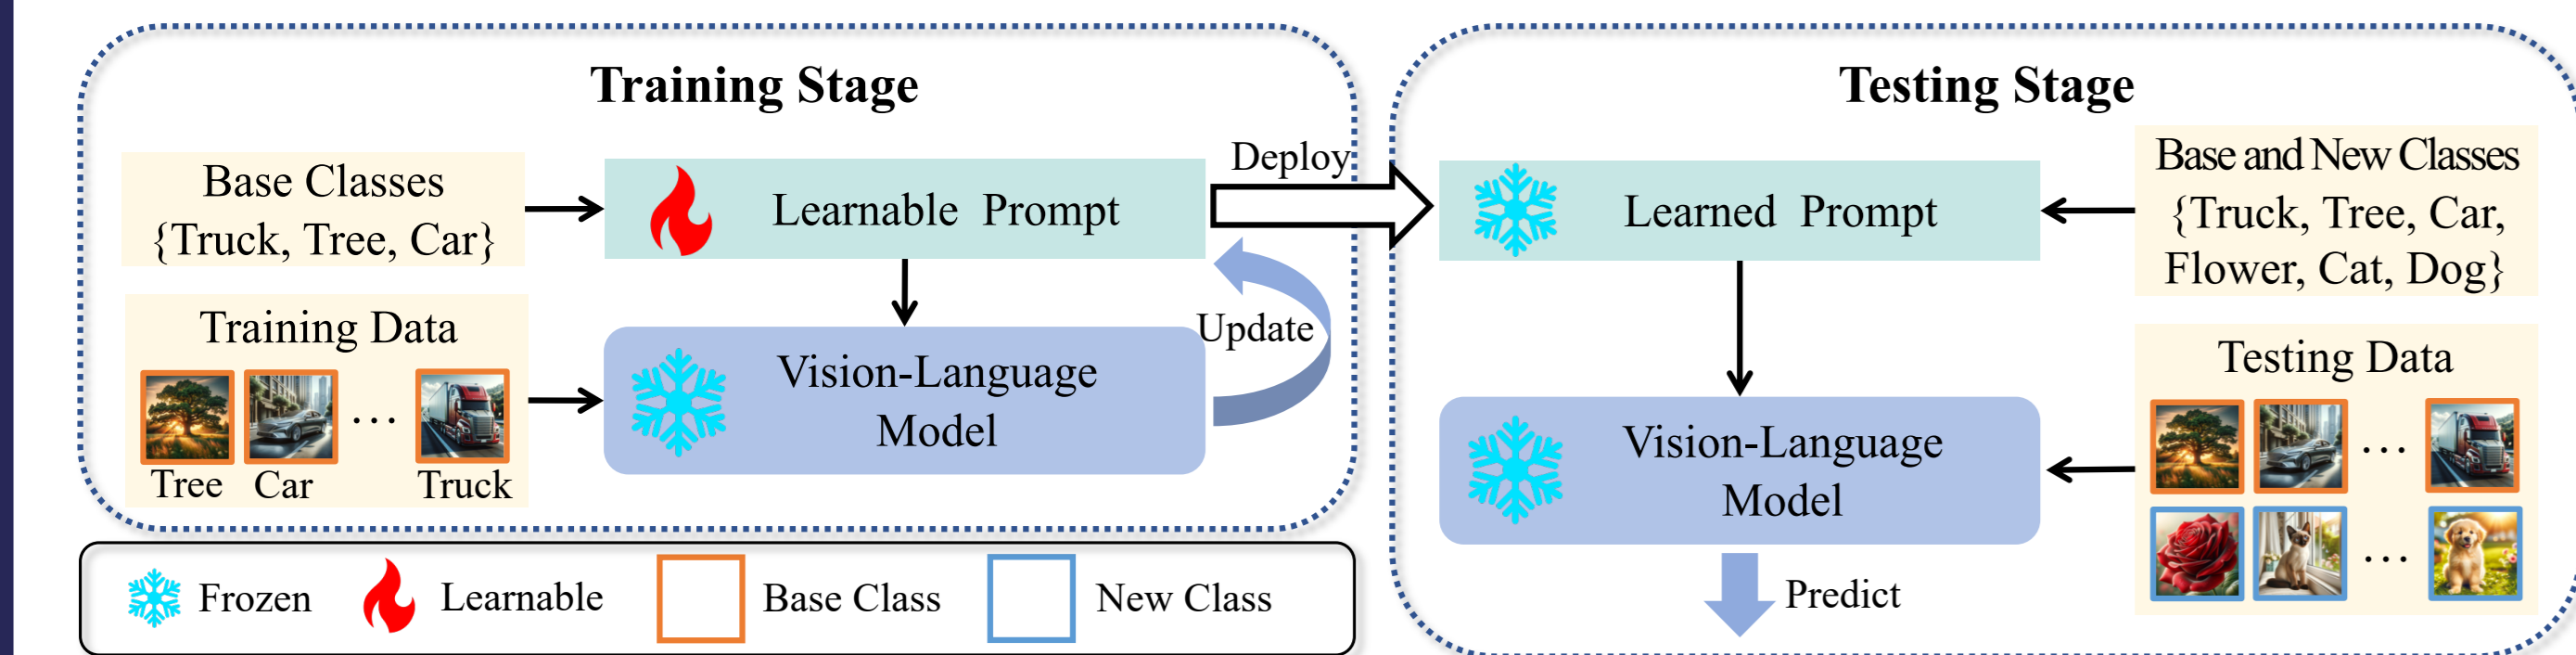 Training Stage
Base Classes
{Truck, Tree, Car}
Learnable Prompt
Training Data
...
Tree Car Truck
Vision-Language
Model
Update
Deploy
Testing Stage
Learned Prompt
Base and New Classes
{Truck, Tree, Car,
Flower, Cat, Dog}
Vision-Language
Model
Testing Data
...
...
Predict
Frozen Learnable Base Class New Class